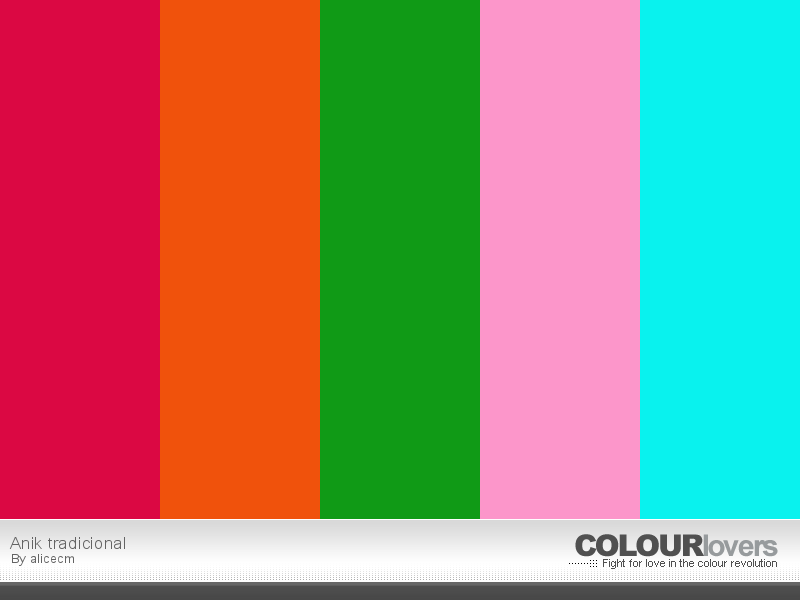 Anik tradicional
By alicecm
COLOURlovers
Fight for love in the colour revolution